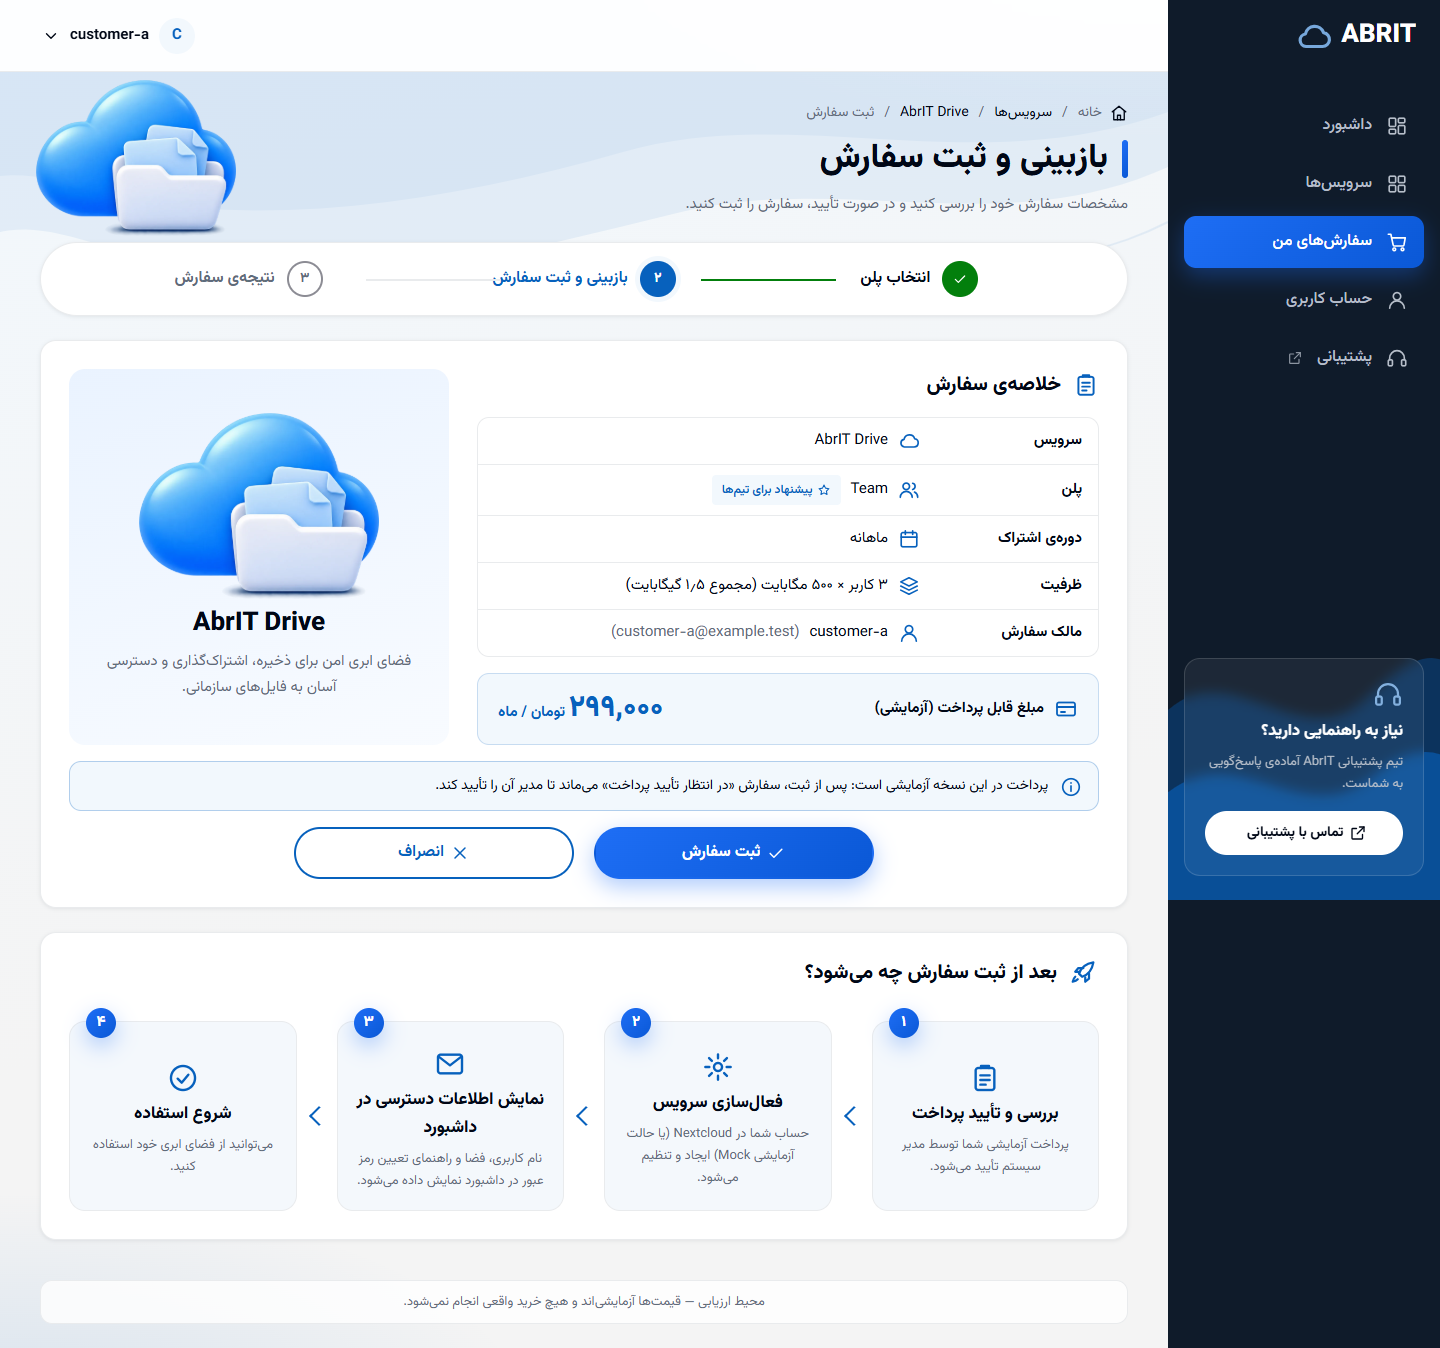 ABRIT
داشبورد
سرویس‌ها
سفارش‌های من
حساب کاربری
پشتیبانی
نیاز به راهنمایی دارید؟
تیم پشتیبانی AbrIT آماده‌ی پاسخ‌گویی
به شماست.
تماس با پشتیبانی
C customer-a
خانه / سرویس‌ها / AbrIT Drive / ثبت سفارش
بازبینی و ثبت سفارش
مشخصات سفارش خود را بررسی کنید و در صورت تأیید، سفارش را ثبت کنید.
انتخاب پلن
۲ بازبینی و ثبت سفارش
۳ نتیجه‌ی سفارش
خلاصه‌ی سفارش
سرویس AbrIT Drive
پلن Team پیشنهاد برای تیم‌ها
دوره‌ی اشتراک ماهانه
ظرفیت ۳ کاربر × ۵۰۰ مگابایت (مجموع ۱٫۵ گیگابایت)
مالک سفارش customer-a (customer-a@example.test)
مبلغ قابل پرداخت (آزمایشی) ۲۹۹,۰۰۰ تومان / ماه
AbrIT Drive
فضای ابری امن برای ذخیره، اشتراک‌گذاری و دسترسی
آسان به فایل‌های سازمانی.
پرداخت در این نسخه آزمایشی است: پس از ثبت، سفارش «در انتظار تأیید پرداخت» می‌ماند تا مدیر آن را تأیید کند.
ثبت سفارش
انصراف
بعد از ثبت سفارش چه می‌شود؟
۱
بررسی و تأیید پرداخت
پرداخت آزمایشی شما توسط مدیر
سیستم تأیید می‌شود.
۲
فعال‌سازی سرویس
حساب شما در Nextcloud (یا حالت
آزمایشی Mock) ایجاد و تنظیم
می‌شود.
۳
نمایش اطلاعات دسترسی در
داشبورد
نام کاربری، فضا و راهنمای تعیین رمز
عبور در داشبورد نمایش داده می‌شود.
۴
شروع استفاده
می‌توانید از فضای ابری خود استفاده
کنید.
محیط ارزیابی — قیمت‌ها آزمایشی‌اند و هیچ خرید واقعی انجام نمی‌شود.